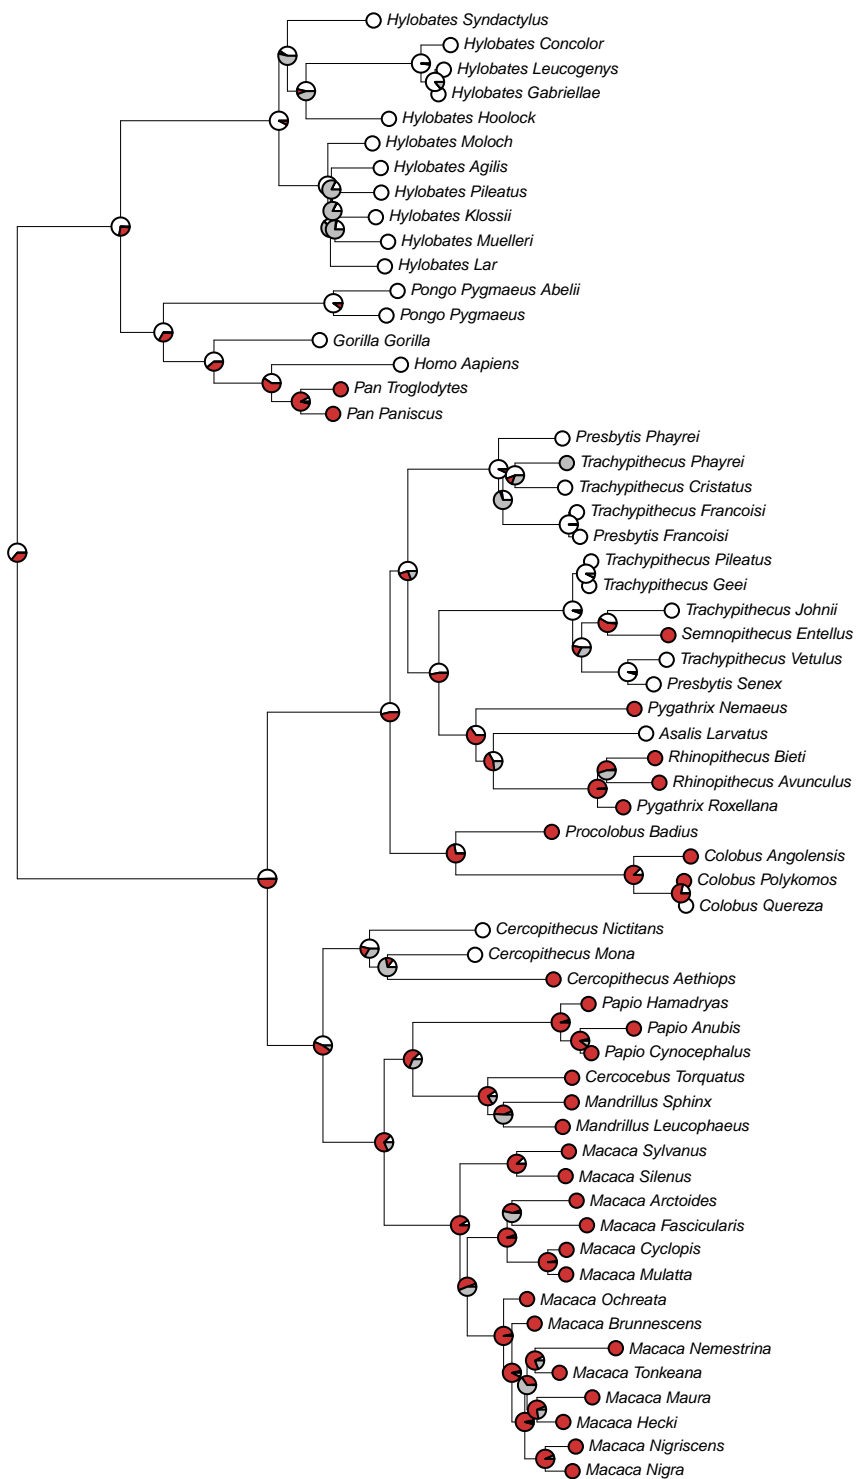 Hylobates Syndactylus
Hylobates Concolor
Hylobates Leucogenys
Hylobates Gabriellae
Hylobates Hoolock
Hylobates Moloch
Hylobates Agilis
Hylobates Pileatus
Hylobates Klossii
Hylobates Muelleri
Hylobates Lar
Pongo Pygmaeus Abelii
Pongo Pygmaeus
Gorilla Gorilla
Homo Aapiens
Pan Troglodytes
Pan Paniscus
Presbytis Phayrei
Trachypithecus Phayrei
Trachypithecus Cristatus
Trachypithecus Francoisi
Presbytis Francoisi
Trachypithecus Pileatus
Trachypithecus Geei
Trachypithecus Johnii
Semnopithecus Entellus
Trachypithecus Vetulus
Presbytis Senex
Pygathrix Nemaeus
Asalis Larvatus
Rhinopithecus Bieti
Rhinopithecus Avunculus
Pygathrix Roxellana
Procolobus Badius
Colobus Angolensis
Colobus Polykomos
Colobus Quereza
Cercopithecus Nictitans
Cercopithecus Mona
Cercopithecus Aethiops
Papio Hamadryas
Papio Anubis
Papio Cynocephalus
Cercocebus Torquatus
Mandrillus Sphinx
Mandrillus Leucophaeus
Macaca Sylvanus
Macaca Silenus
Macaca Arctoides
Macaca Fascicularis
Macaca Cyclopis
Macaca Mulatta
Macaca Ochreata
Macaca Brunnescens
Macaca Nemestrina
Macaca Tonkeana
Macaca Maura
Macaca Hecki
Macaca Nigriscens
Macaca Nigra